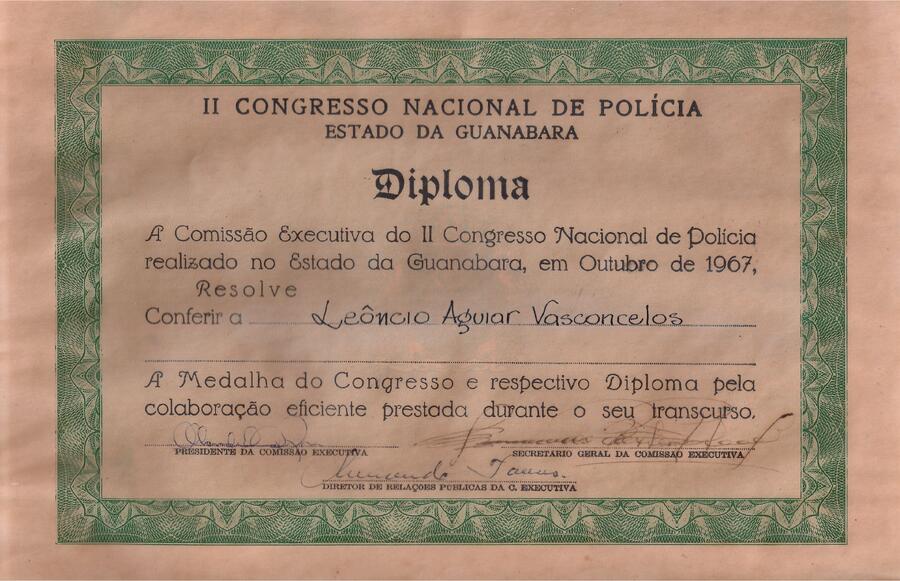 II CONGRESSO NACIONAL DE POLÍCIA
ESTADO DA GUANABARA
Diploma
A Comissão Executiva do II Congresso Nacional de Polícia
realizado no Estado da Guanabara, em Outubro de 1967,
Resolve
Conferir a Leôncio Aguiar Vasconcelos
A Medalha do Congresso e respectivo Diploma pela
colaboração eficiente prestada durante o seu transcurso.
PRESIDENTE DA COMISSÃO EXECUTIVA
SECRETÁRIO GERAL DA COMISSÃO EXECUTIVA
DIRETOR DE RELAÇÕES PÚBLICAS DA C. EXECUTIVA